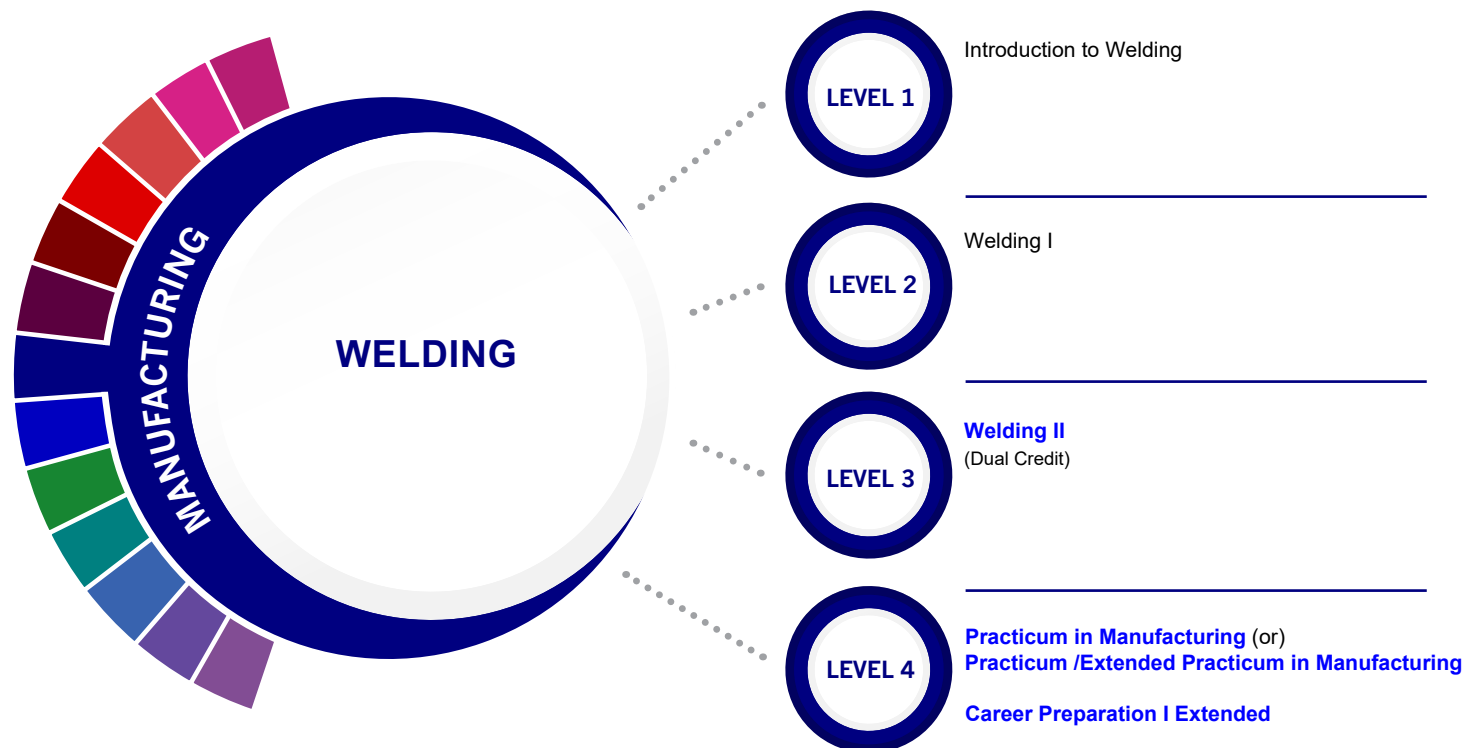 MANUFACTURING
WELDING
LEVEL 1
Introduction to Welding
LEVEL 2
Welding I
LEVEL 3
Welding II
(Dual Credit)
LEVEL 4
Practicum in Manufacturing (or)
Practicum /Extended Practicum in Manufacturing
Career Preparation I Extended